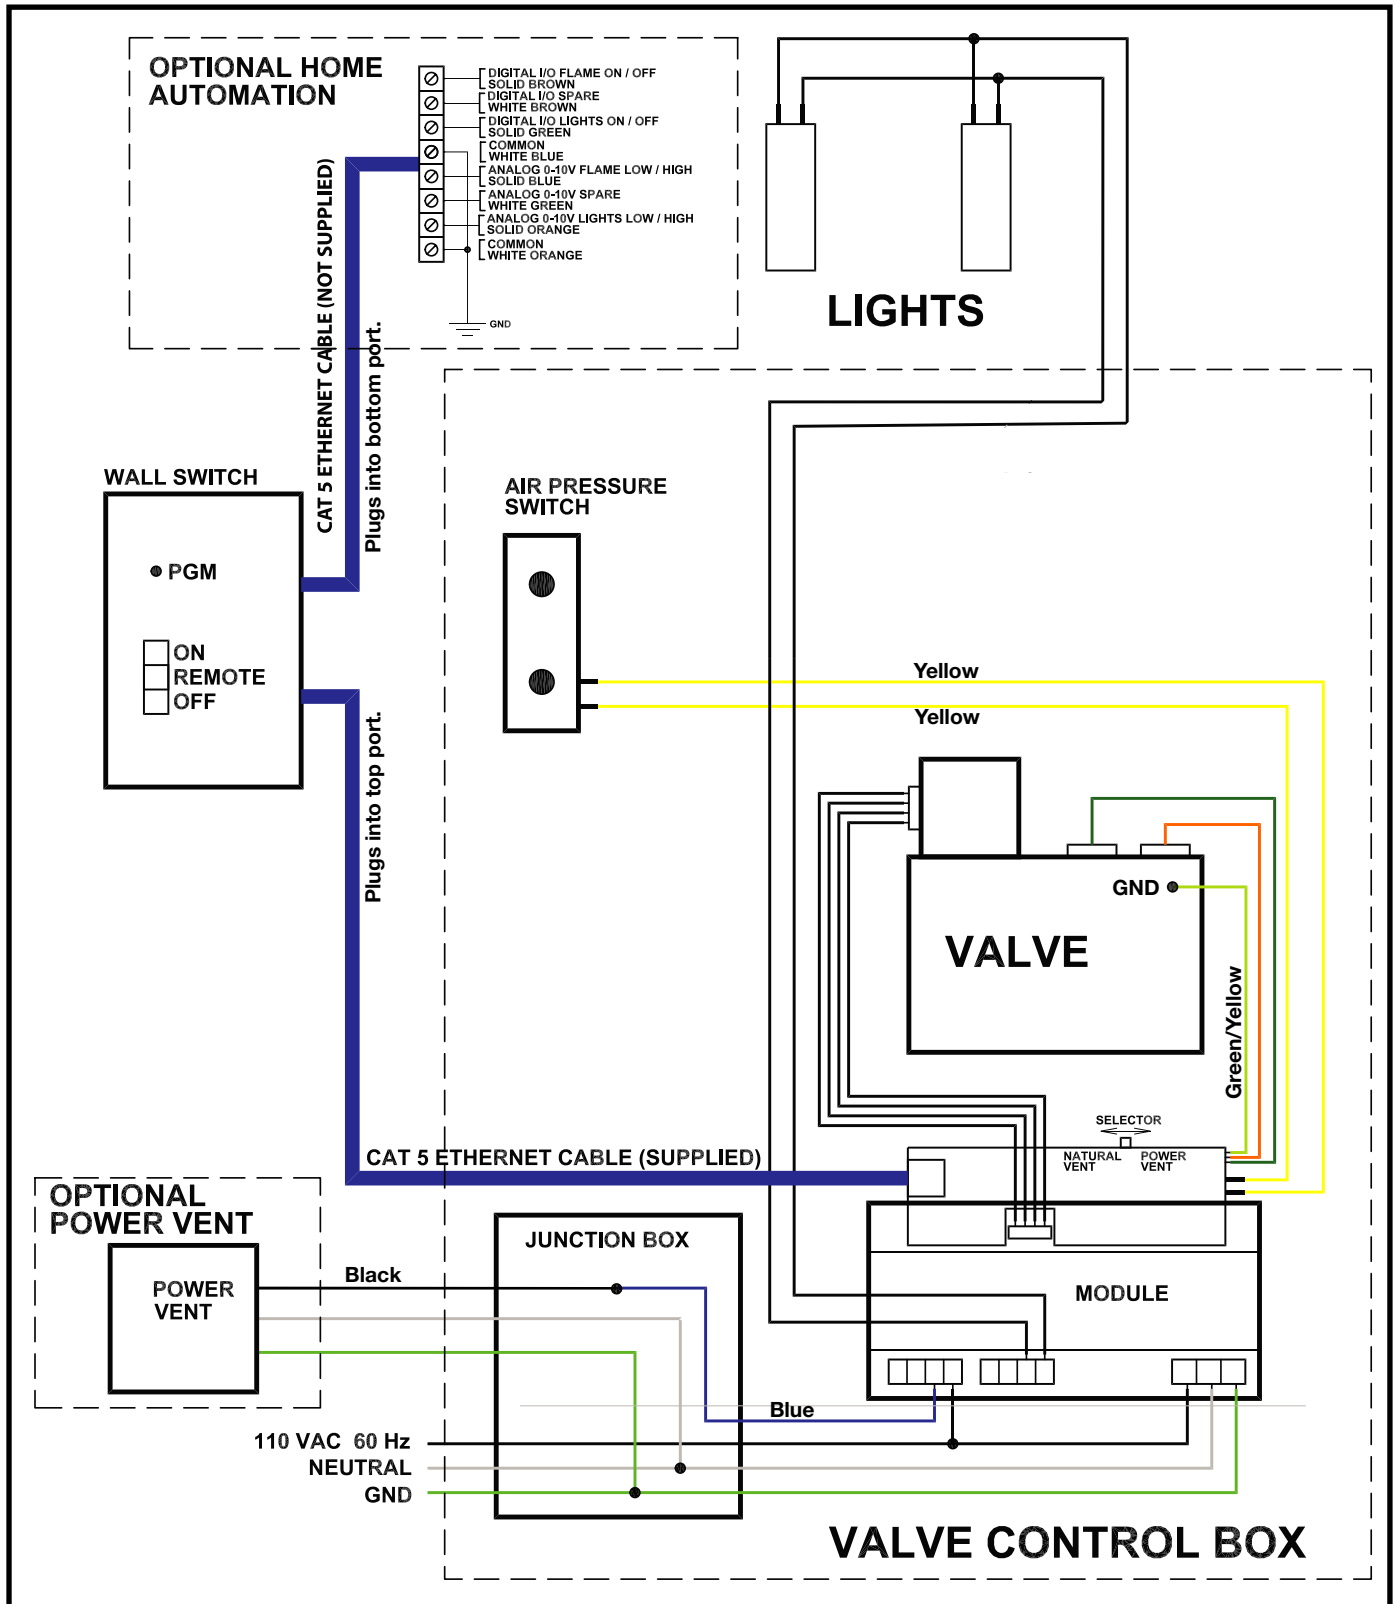 OPTIONAL HOME
AUTOMATION
DIGITAL I/O FLAME ON / OFF
SOLID BROWN
DIGITAL I/O SPARE
WHITE BROWN
DIGITAL I/O LIGHTS ON / OFF
SOLID GREEN
COMMON
WHITE BLUE
ANALOG 0-10V FLAME LOW / HIGH
SOLID BLUE
ANALOG 0-10V SPARE
WHITE GREEN
ANALOG 0-10V LIGHTS LOW / HIGH
SOLID ORANGE
COMMON
WHITE ORANGE
GND
LIGHTS
CAT 5 ETHERNET CABLE (NOT SUPPLIED)
Plugs into bottom port.
WALL SWITCH
PGM
ON
REMOTE
OFF
AIR PRESSURE
SWITCH
Yellow
Yellow
Plugs into top port.
GND
VALVE
Green/Yellow
SELECTOR
NATURAL
VENT
POWER
VENT
CAT 5 ETHERNET CABLE (SUPPLIED)
OPTIONAL
POWER VENT
POWER
VENT
Black
JUNCTION BOX
MODULE
Blue
110 VAC 60 Hz
NEUTRAL
GND
VALVE CONTROL BOX